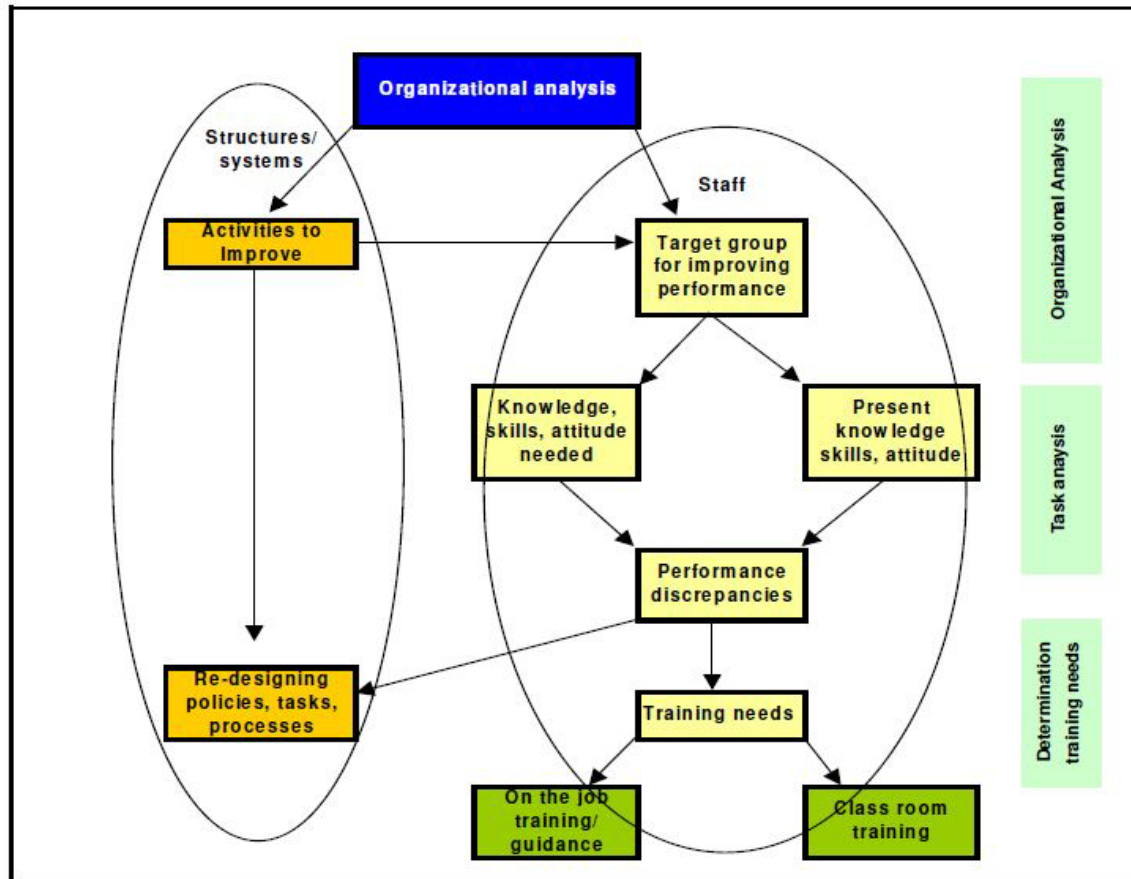 Organizational analysis
Structures/
systems
Staff
Activities to
Improve
Target group
for improving
performance
Knowledge,
skills, attitude
needed
Present
knowledge
skills, attitude
Performance
discrepancies
Re-designing
policies, tasks,
processes
Training needs
On the job
training/
guidance
Class room
training
Organizational Analysis
Task anaysis
Determination
training needs